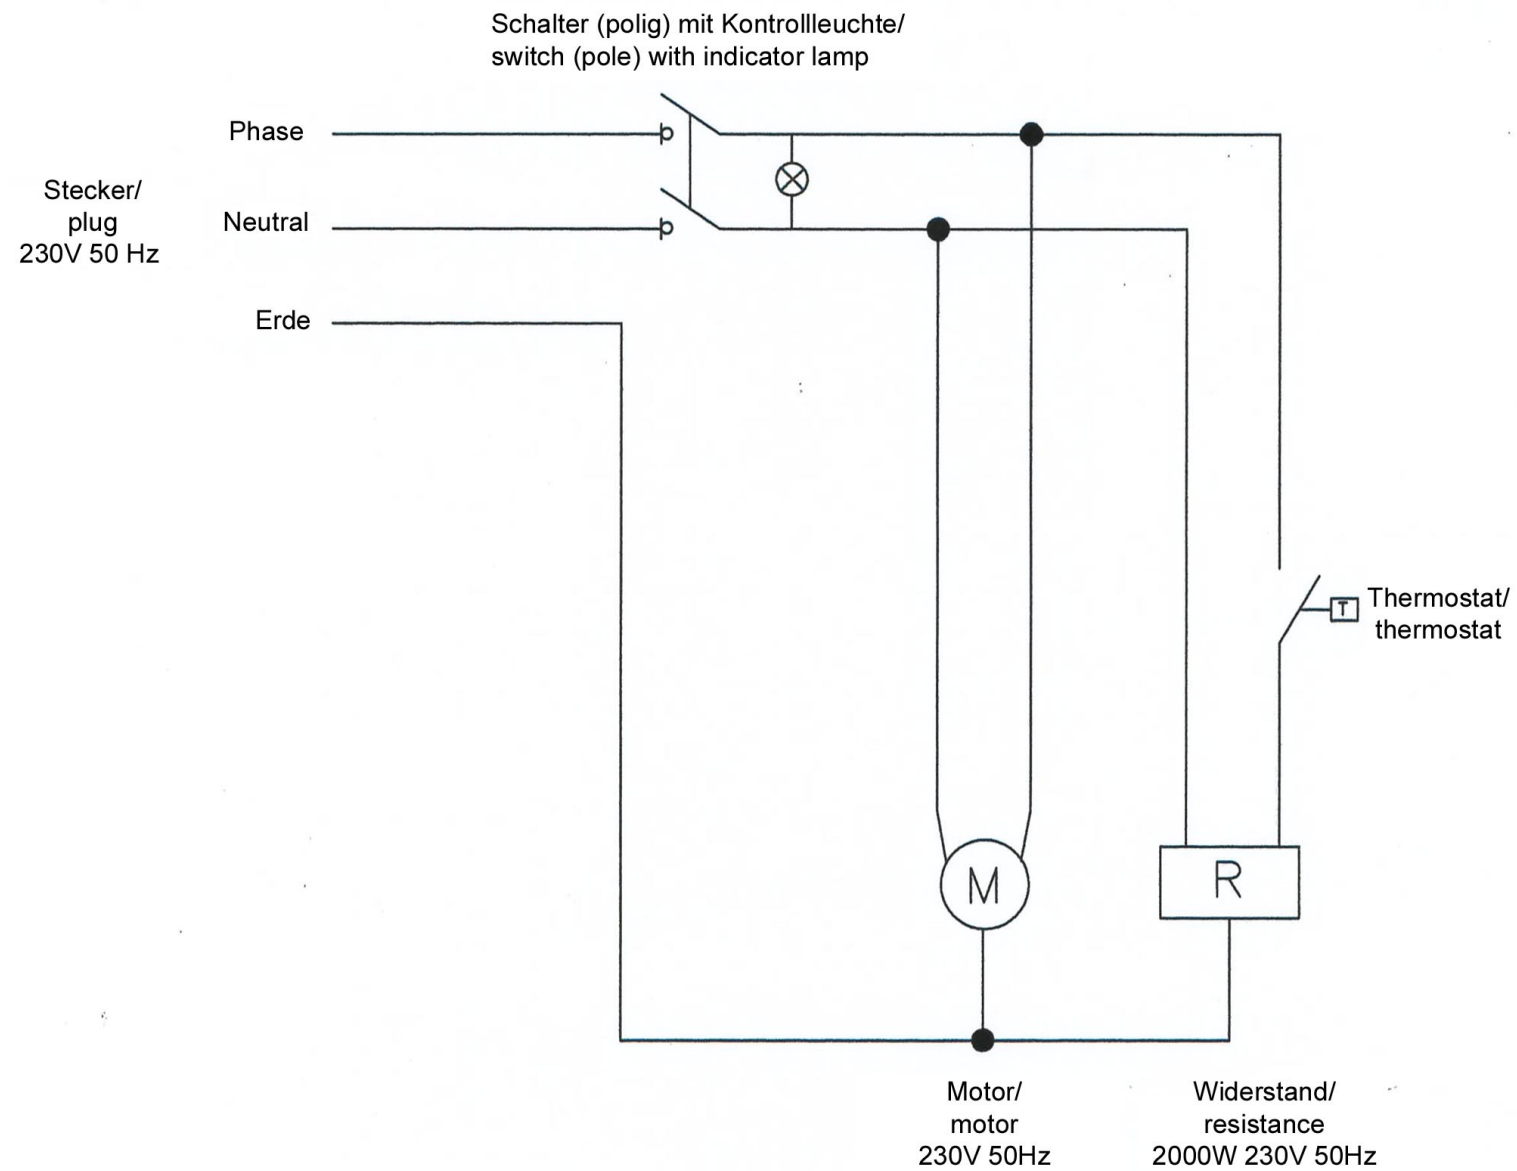 Schalter (polig) mit Kontrollleuchte/
switch (pole) with indicator lamp
Phase
Stecker/
plug
230V 50 Hz
Neutral
Erde
T
Thermostat/
thermostat
M
R
Motor/
motor
230V 50Hz
Widerstand/
resistance
2000W 230V 50Hz